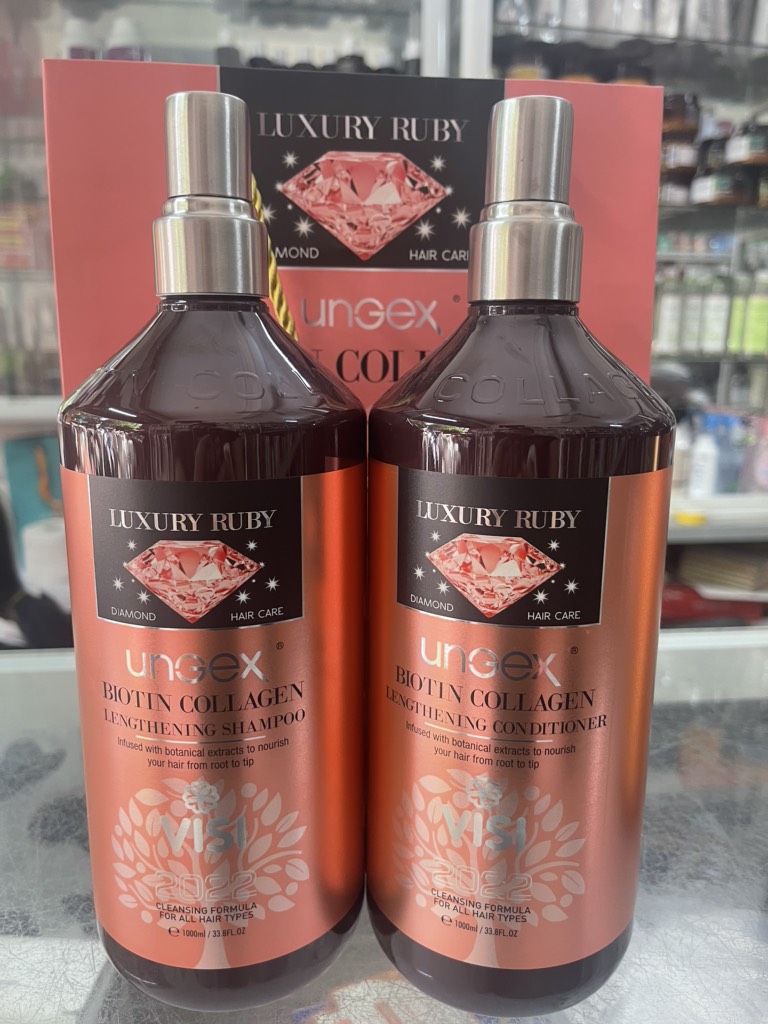 LUXURY RUBY
HAIR CARE
unGex ®
COLL
COLLAG
LUXURY RUBY
DIAMOND HAIR CARE
unGex ®
BIOTIN COLLAGEN
LENGTHENING SHAMPOO
Infused with botanical extracts to nourish
your hair from root to tip
VISI
2022
CLEANSING FORMULA
FOR ALL HAIR TYPES
℮ 1000ml / 33.8FL.OZ
LUXURY RUBY
DIAMOND HAIR CARE
unGex ®
BIOTIN COLLAGEN
LENGTHENING CONDITIONER
Infused with botanical extracts to nourish
your hair from root to tip
VISI
2022
CLEANSING FORMULA
FOR ALL HAIR TYPES
℮ 1000ml / 33.8FL.OZ